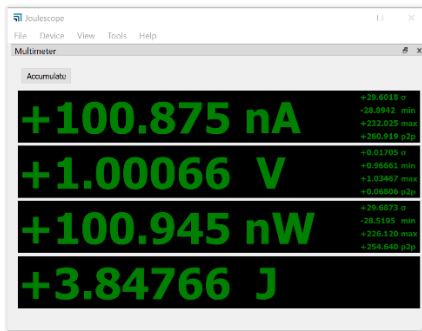 Joulescope
File Device View Tools Help
Multimeter
Accumulate
+100.875 nA
+29.6018 σ
-28.8942 min
+232.025 max
+260.919 p2p
+1.00066 V
+0.01705 σ
+0.96661 min
+1.03467 max
+0.06806 p2p
+100.945 nW
+29.6873 σ
-28.5195 min
+226.120 max
+254.640 p2p
+3.84766 J